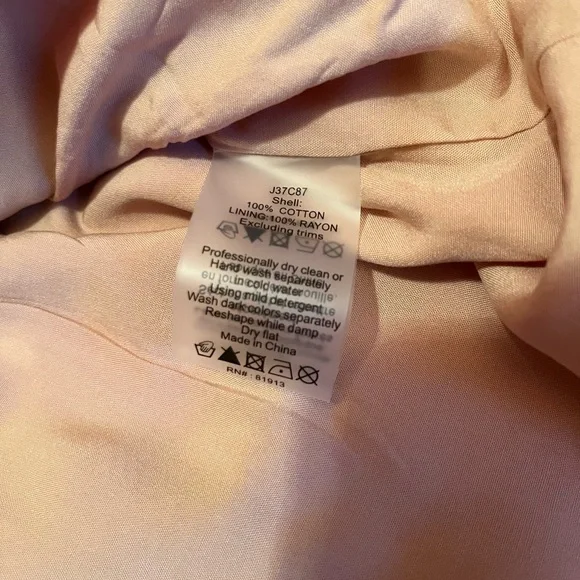 J37C87
Shell:
100% COTTON
LINING:100% RAYON
Excluding trims
Professionally dry clean or
Hand wash separately
in cold water
Using mild detergent
Wash dark colors separately
Reshape while damp
Dry flat
Made in China
RN# : 81913